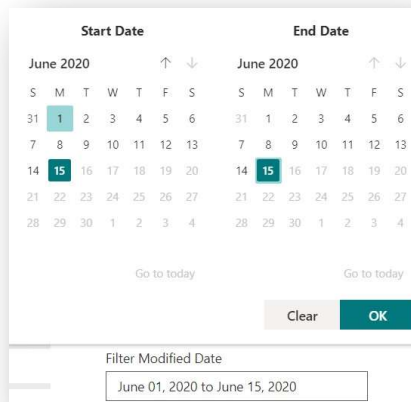 Start Date
June 2020
S M T W T F S
31 1 2 3 4 5 6
7 8 9 10 11 12 13
14 15 16 17 18 19 20
21 22 23 24 25 26 27
28 29 30 1 2 3 4
Go to today
End Date
June 2020
S M T W T F S
31 1 2 3 4 5 6
7 8 9 10 11 12 13
14 15 16 17 18 19 20
21 22 23 24 25 26 27
28 29 30 1 2 3 4
Go to today
Clear OK
Filter Modified Date
June 01, 2020 to June 15, 2020